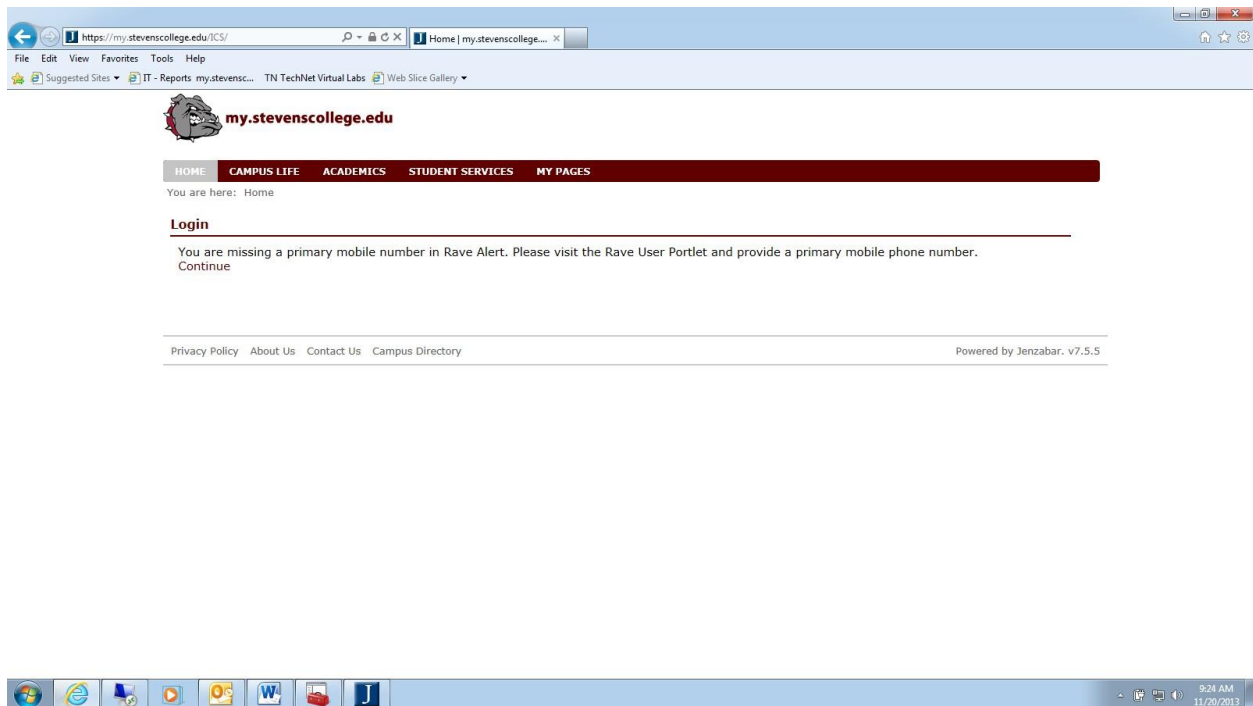 https://my.stevenscollege.edu/ICS/
Home | my.stevenscollege....
File Edit View Favorites Tools Help
Suggested Sites IT - Reports my.stevensc... TN TechNet Virtual Labs Web Slice Gallery
my.stevenscollege.edu
HOME CAMPUS LIFE ACADEMICS STUDENT SERVICES MY PAGES
You are here: Home
Login
You are missing a primary mobile number in Rave Alert. Please visit the Rave User Portlet and provide a primary mobile phone number.
Continue
Privacy Policy About Us Contact Us Campus Directory Powered by Jenzabar. v7.5.5
9:24 AM
11/20/2013